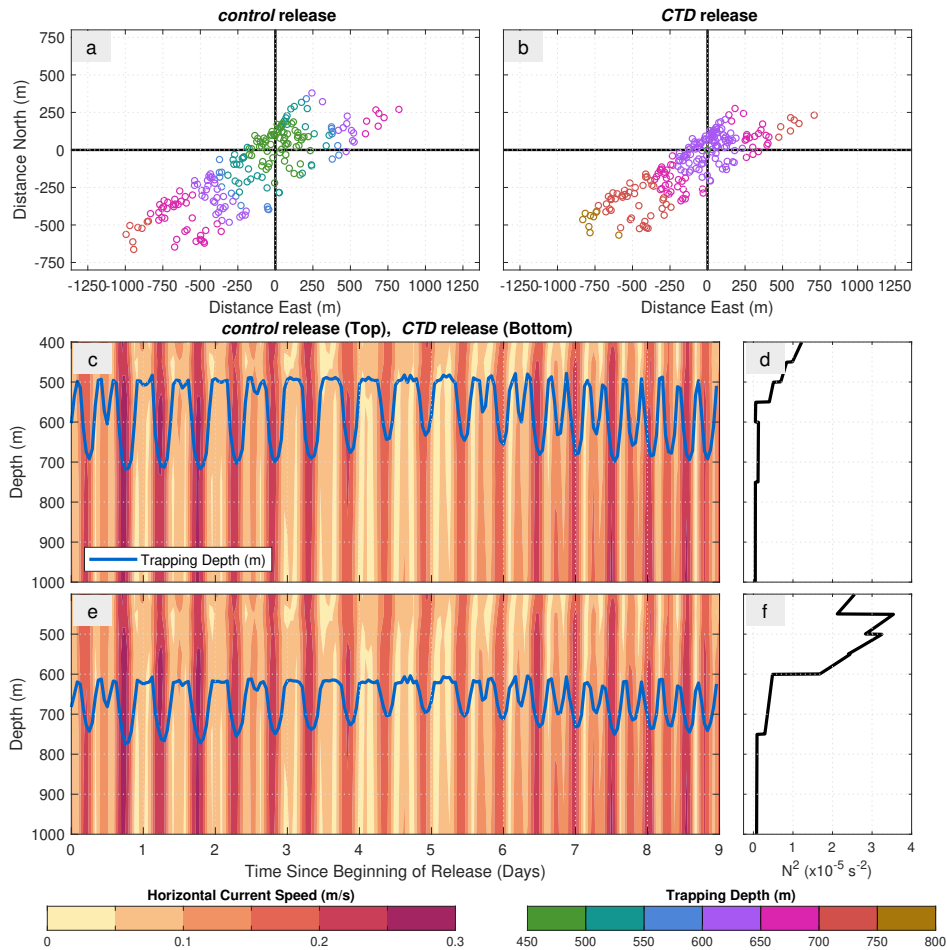 control release
CTD release
a
b
750
500
250
0
-250
-500
-750
Distance North (m)
-1250 -1000 -750 -500 -250 0 250 500 750 1000 1250
-1250 -1000 -750 -500 -250 0 250 500 750 1000 1250
Distance East (m)
Distance East (m)
control release (Top), CTD release (Bottom)
c
d
400
500
600
700
800
900
1000
Depth (m)
Trapping Depth (m)
e
f
500
600
700
800
900
1000
Depth (m)
0 1 2 3 4 5 6 7 8 9
0 1 2 3 4
Time Since Beginning of Release (Days)
N² (x10⁻⁵ s⁻²)
Horizontal Current Speed (m/s)
Trapping Depth (m)
0 0.1 0.2 0.3
450 500 550 600 650 700 750 800